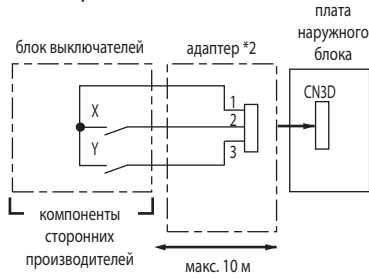 плата
наружного
блока
блок выключателей
адаптер *2
CN3D
X
1
2
Y
3
компоненты
сторонних
производителей
макс. 10 м